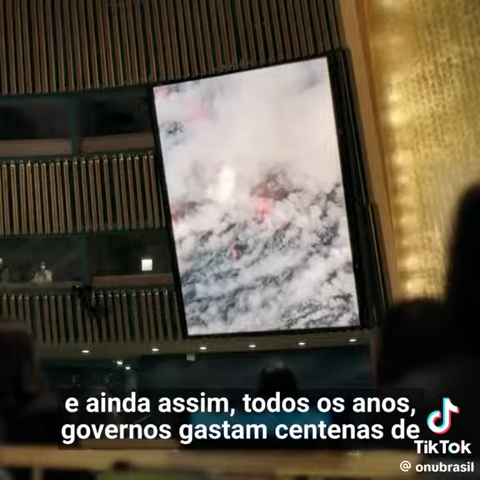 e ainda assim, todos os anos,
governos gastam centenas de
TikTok
@ onubrasil